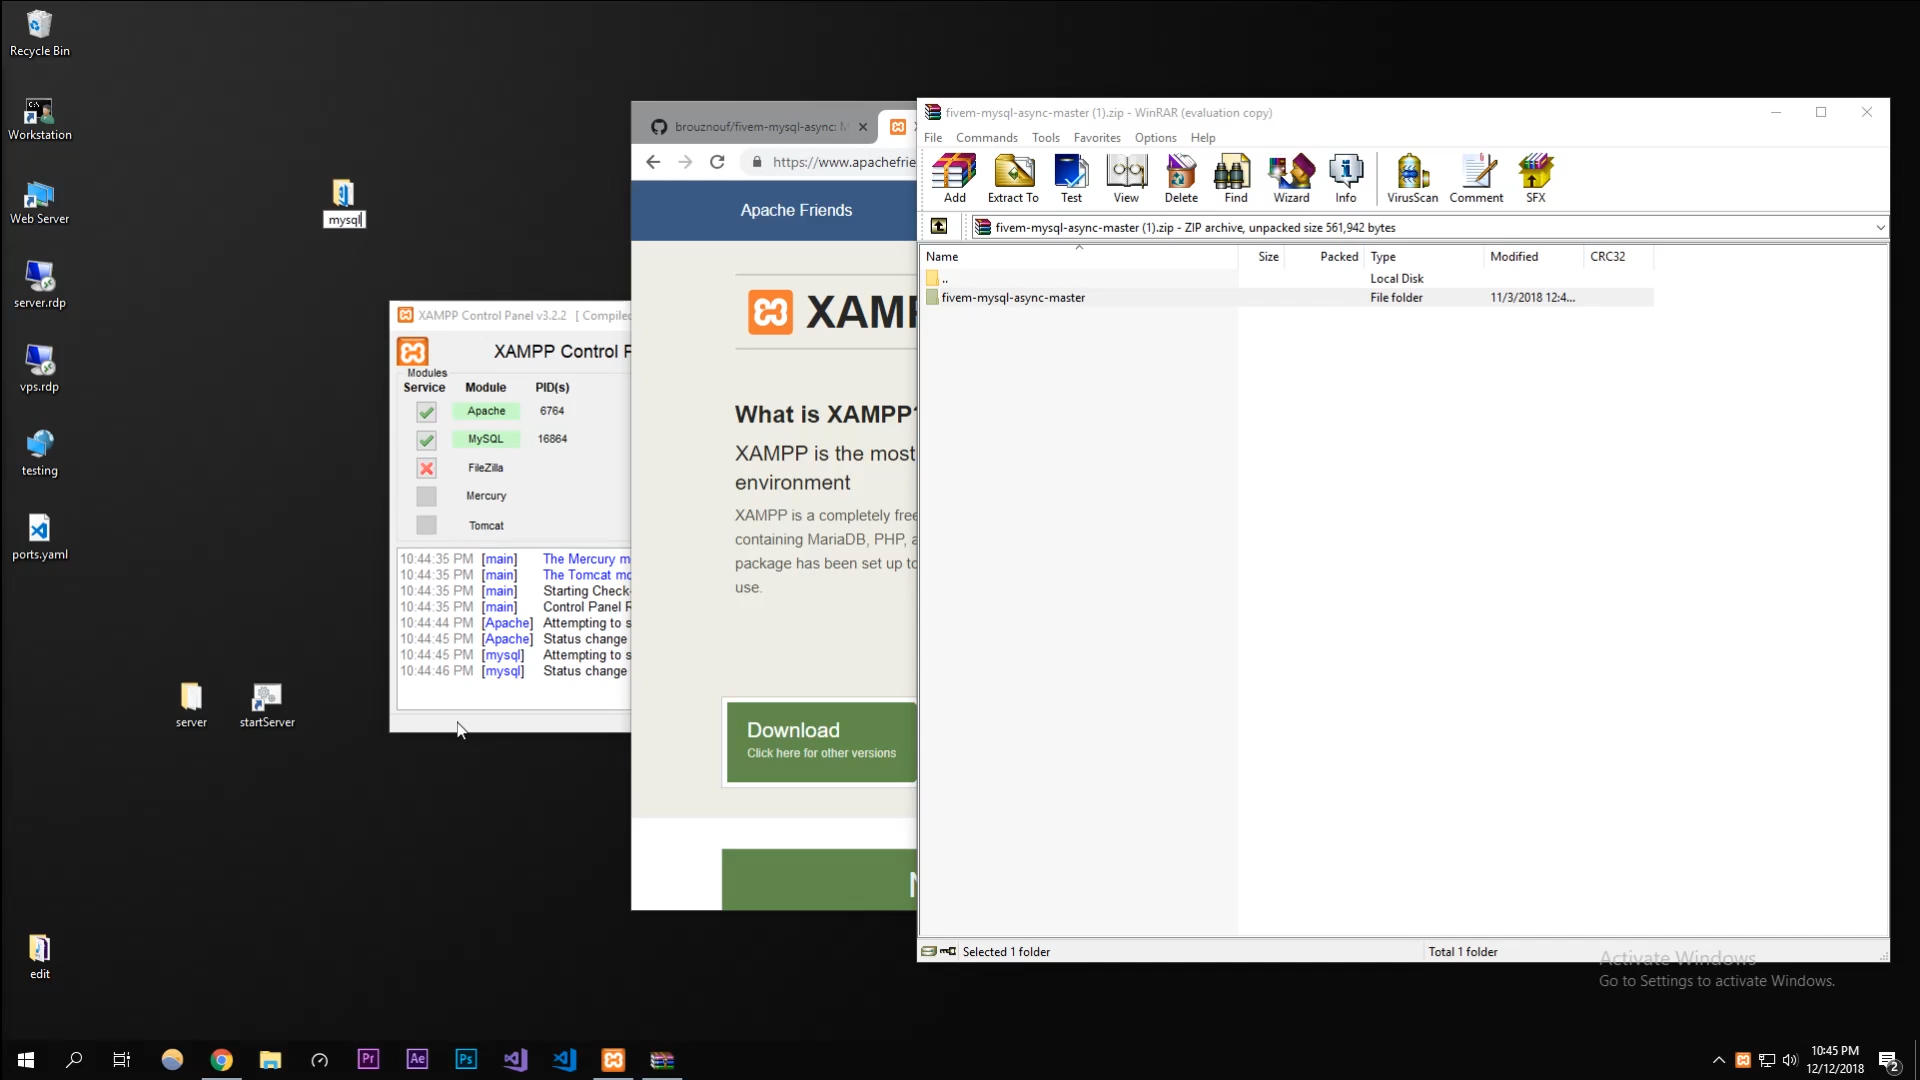 Recycle Bin
Workstation
Web Server
server.rdp
vps.rdp
testing
ports.yaml
edit
mysql
server
startServer
XAMPP Control Panel v3.2.2 [ Compiled
XAMPP Control P
Modules
Service Module PID(s)
Apache 6764
MySQL 16864
FileZilla
Mercury
Tomcat
10:44:35 PM [main] The Mercury m
10:44:35 PM [main] The Tomcat mo
10:44:35 PM [main] Starting Check-
10:44:35 PM [main] Control Panel R
10:44:44 PM [Apache] Attempting to s
10:44:45 PM [Apache] Status change
10:44:45 PM [mysql] Attempting to s
10:44:46 PM [mysql] Status change
brouznouf/fivem-mysql-async: M
https://www.apachefrie
Apache Friends
XAMP
What is XAMPP?
XAMPP is the most
environment
XAMPP is a completely free
containing MariaDB, PHP, a
package has been set up to
use.
Download
Click here for other versions
fivem-mysql-async-master (1).zip - WinRAR (evaluation copy)
File Commands Tools Favorites Options Help
Add Extract To Test View Delete Find Wizard Info VirusScan Comment SFX
fivem-mysql-async-master (1).zip - ZIP archive, unpacked size 561,942 bytes
Name Size Packed Type Modified CRC32
.. Local Disk
fivem-mysql-async-master File folder 11/3/2018 12:4...
Selected 1 folder Total 1 folder
Activate Windows
Go to Settings to activate Windows.
Pr Ae Ps
10:45 PM
12/12/2018
2